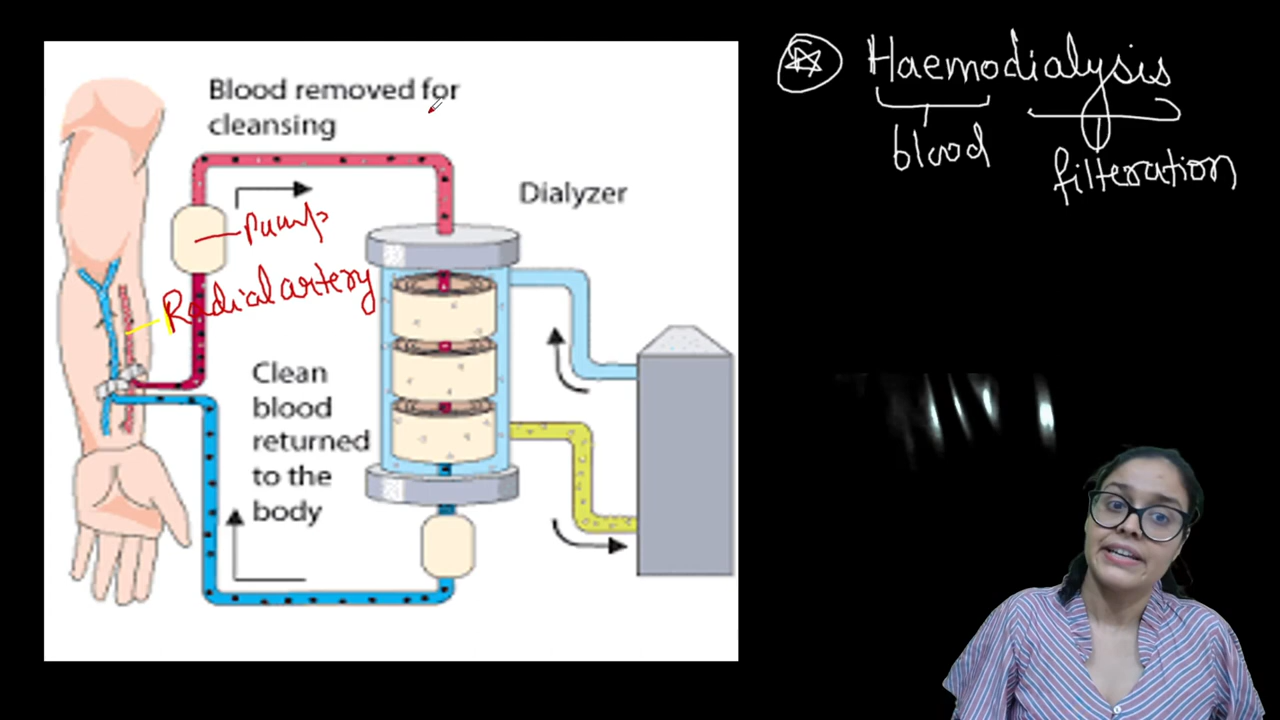 Blood removed for
cleansing
Dialyzer
Pump
Radial artery
Clean
blood
returned
to the
body
Haemodialysis
blood
filteration